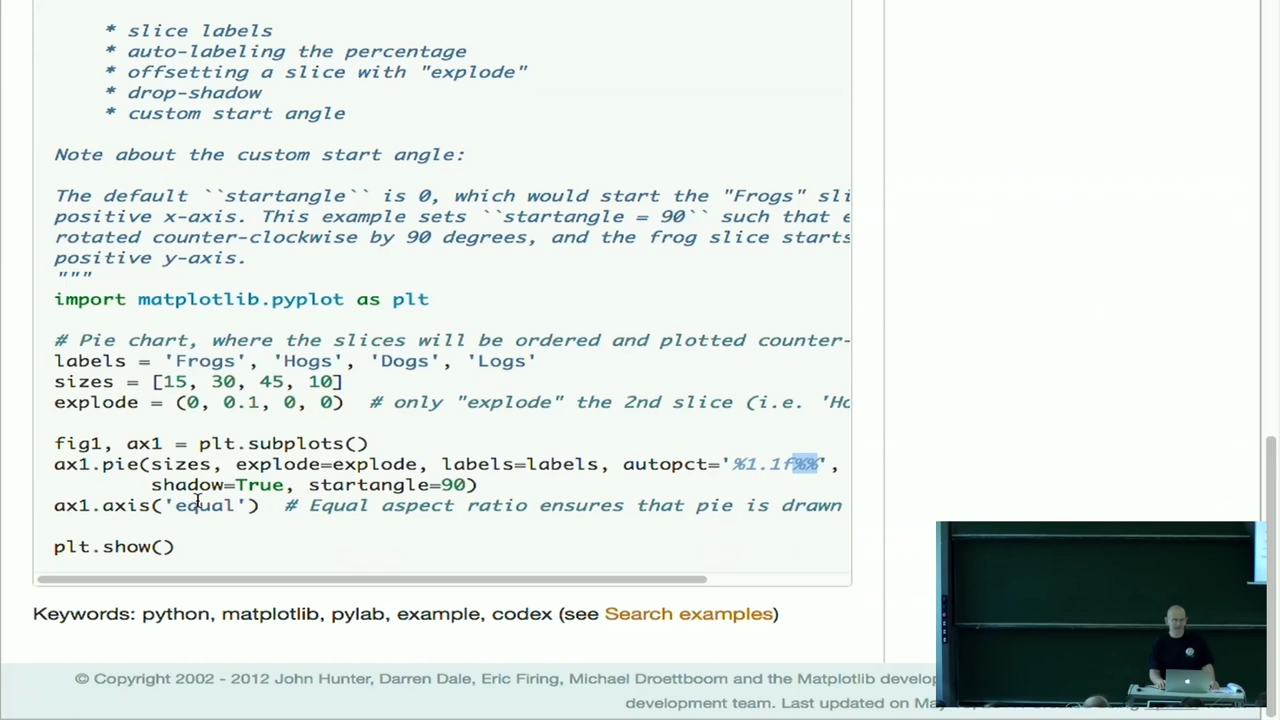 * slice labels
* auto-labeling the percentage
* offsetting a slice with "explode"
* drop-shadow
* custom start angle
Note about the custom start angle:
The default ``startangle`` is 0, which would start the "Frogs" sli
positive x-axis. This example sets ``startangle = 90`` such that e
rotated counter-clockwise by 90 degrees, and the frog slice starts
positive y-axis.
"""
import matplotlib.pyplot as plt
# Pie chart, where the slices will be ordered and plotted counter-
labels = 'Frogs', 'Hogs', 'Dogs', 'Logs'
sizes = [15, 30, 45, 10]
explode = (0, 0.1, 0, 0)  # only "explode" the 2nd slice (i.e. 'Ho
fig1, ax1 = plt.subplots()
ax1.pie(sizes, explode=explode, labels=labels, autopct='%1.1f%%',
shadow=True, startangle=90)
ax1.axis('equal')  # Equal aspect ratio ensures that pie is drawn
plt.show()
Keywords: python, matplotlib, pylab, example, codex (see Search examples)
© Copyright 2002 - 2012 John Hunter, Darren Dale, Eric Firing, Michael Droettboom and the Matplotlib develop
development team. Last updated on May